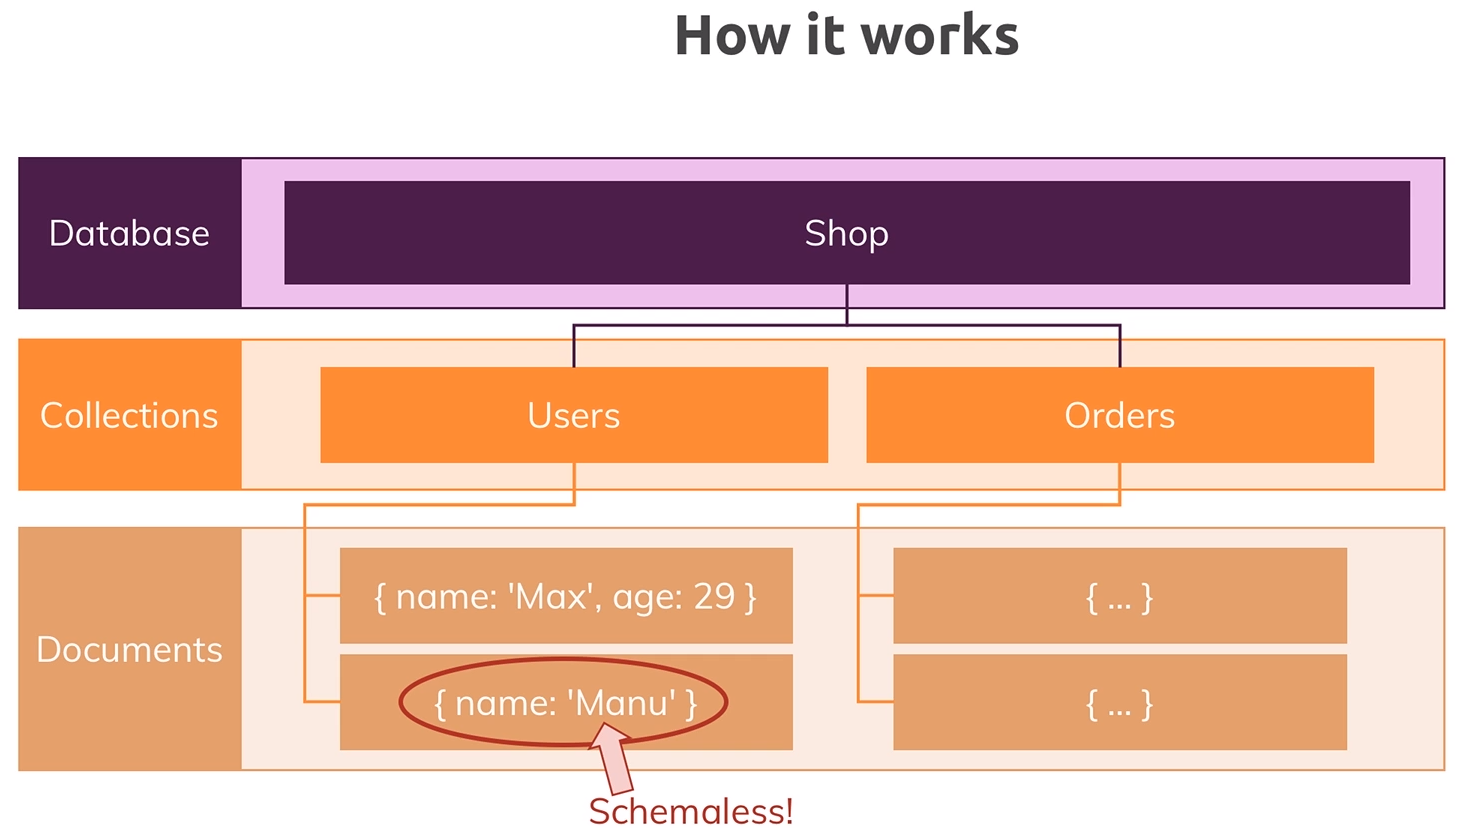 How it works
Database
Shop
Collections
Users
Orders
Documents
{ name: 'Max', age: 29 }
{ ... }
{ name: 'Manu' }
{ ... }
Schemaless!